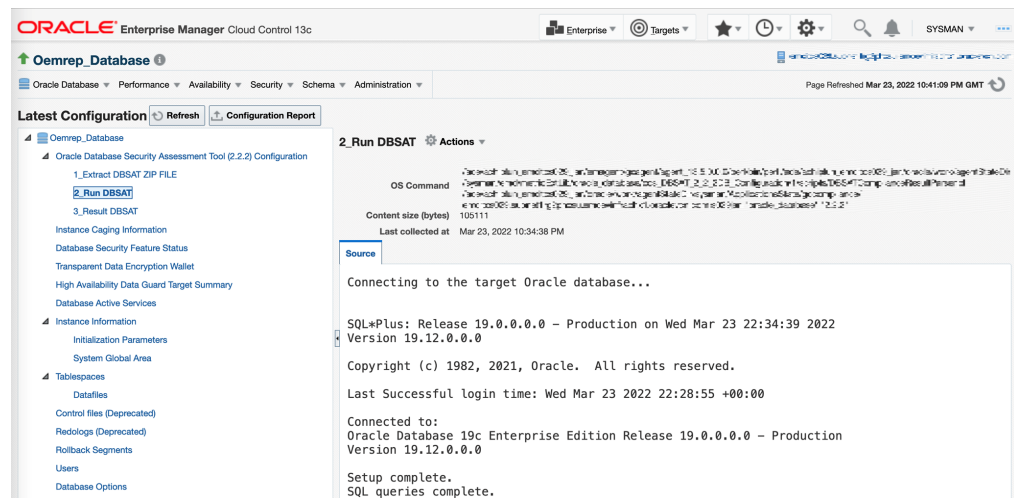 ORACLE Enterprise Manager Cloud Control 13c
Enterprise
Targets
SYSMAN
Oemrep_Database
Oracle Database Performance Availability Security Schema Administration
Page Refreshed Mar 23, 2022 10:41:09 PM GMT
Latest Configuration Refresh Configuration Report
Oemrep_Database
Oracle Database Security Assessment Tool (2.2.2) Configuration
1_Extract DBSAT ZIP FILE
2_Run DBSAT
3_Result DBSAT
Instance Caging Information
Database Security Feature Status
Transparent Data Encryption Wallet
High Availability Data Guard Target Summary
Database Active Services
Instance Information
Initialization Parameters
System Global Area
Tablespaces
Datafiles
Control files (Deprecated)
Redologs (Deprecated)
Rollback Segments
Users
Database Options
2_Run DBSAT Actions
OS Command
Content size (bytes) 105111
Last collected at Mar 23, 2022 10:34:38 PM
Source
Connecting to the target Oracle database...
SQL*Plus: Release 19.0.0.0.0 – Production on Wed Mar 23 22:34:39 2022
Version 19.12.0.0.0
Copyright (c) 1982, 2021, Oracle. All rights reserved.
Last Successful login time: Wed Mar 23 2022 22:28:55 +00:00
Connected to:
Oracle Database 19c Enterprise Edition Release 19.0.0.0.0 – Production
Version 19.12.0.0.0
Setup complete.
SQL queries complete.